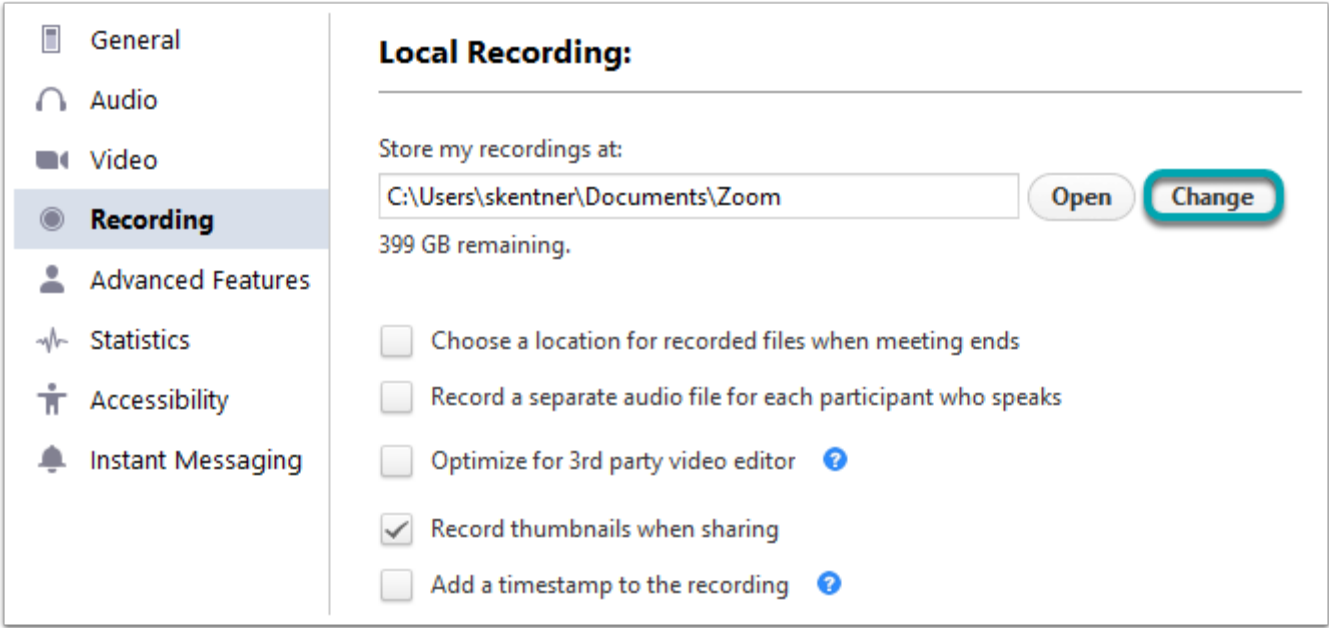 General
Audio
Video
Recording
Advanced Features
Statistics
Accessibility
Instant Messaging
Local Recording:
Store my recordings at:
C:\Users\skentner\Documents\Zoom Open Change
399 GB remaining.
Choose a location for recorded files when meeting ends
Record a separate audio file for each participant who speaks
Optimize for 3rd party video editor ?
Record thumbnails when sharing
Add a timestamp to the recording ?